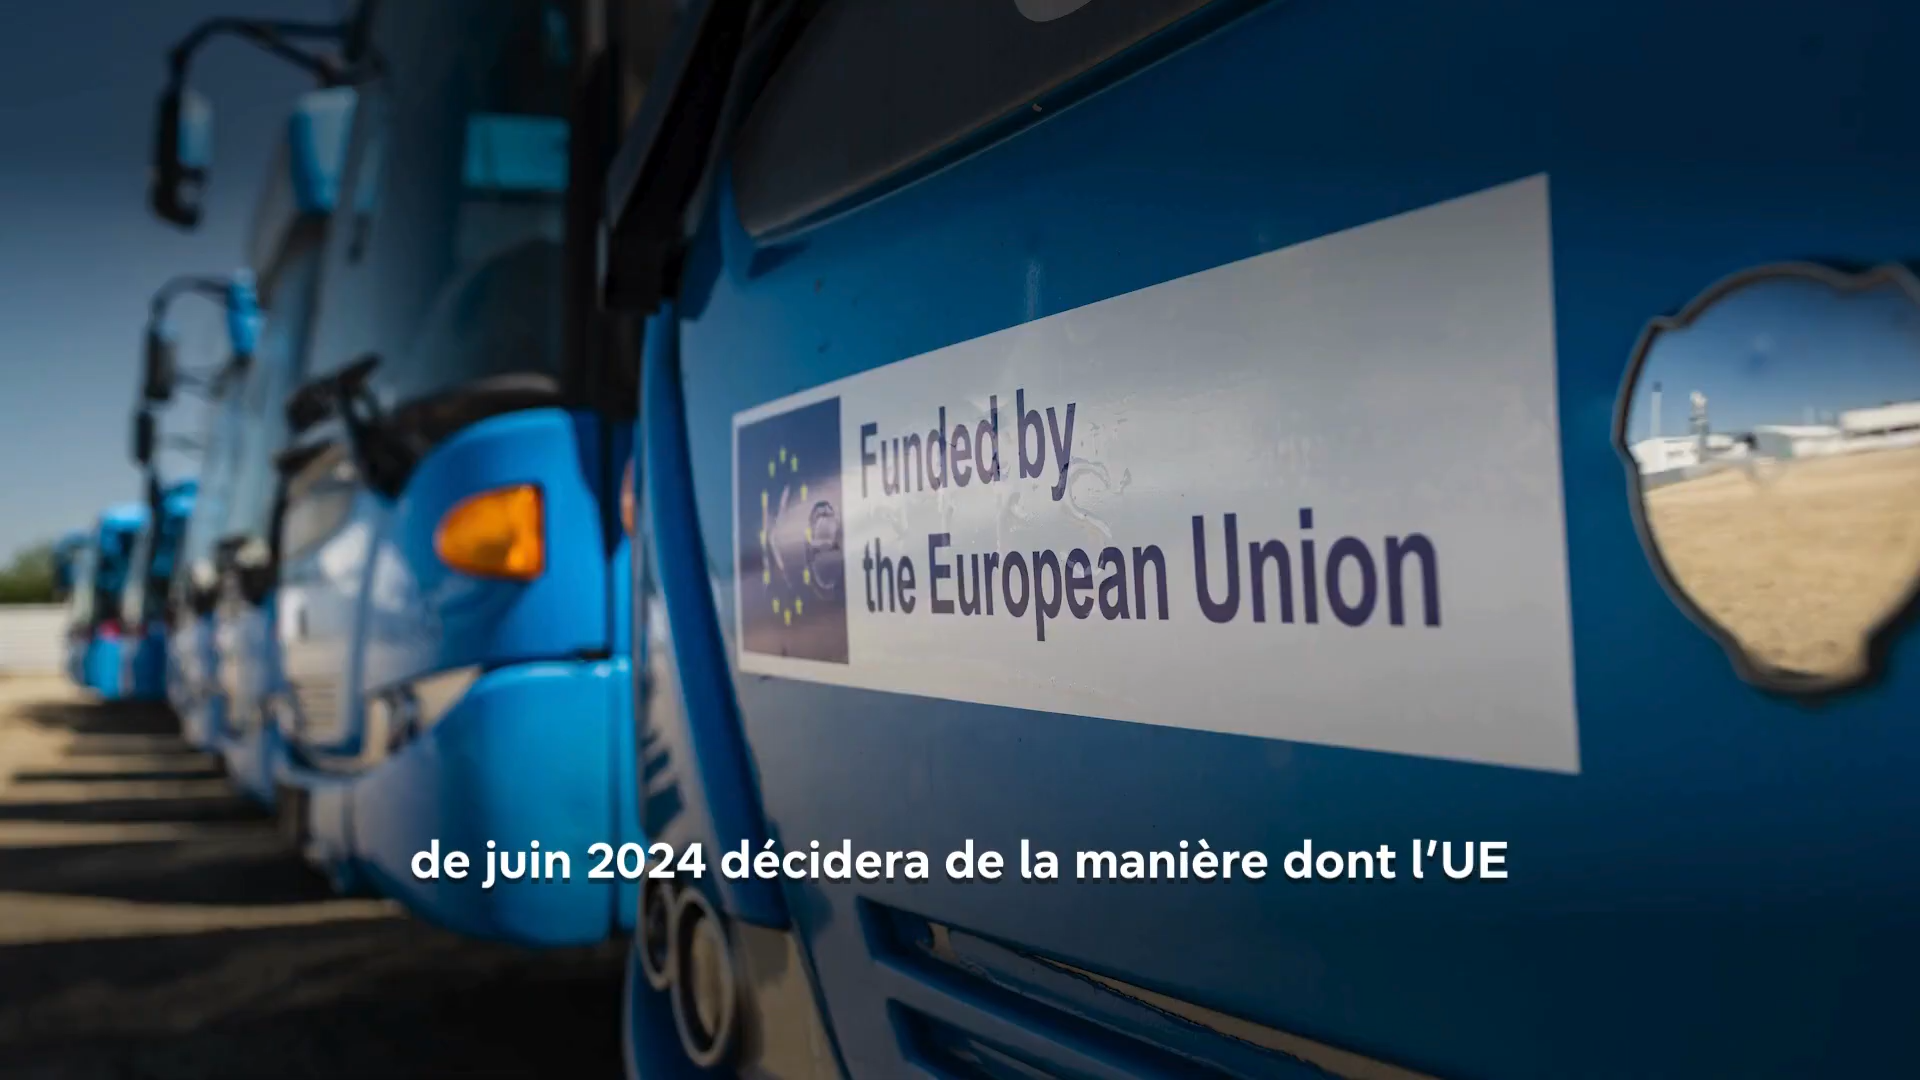 Funded by
the European Union
de juin 2024 décidera de la manière dont l’UE